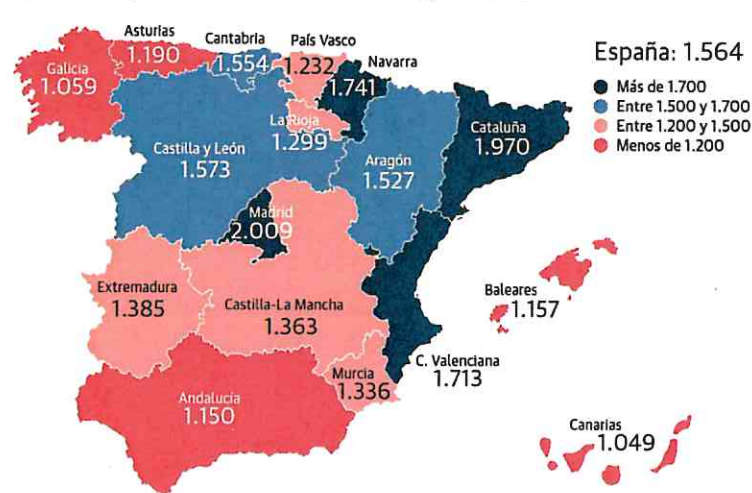 España: 1.564
Más de 1.700
Entre 1.500 y 1.700
Entre 1.200 y 1.500
Menos de 1.200
Asturias
1.190
Cantabria
1.554
País Vasco
1.232
Navarra
1.741
Galicia
1.059
La Rioja
1.299
Castilla y León
1.573
Aragón
1.527
Cataluña
1.970
Madrid
2.009
Extremadura
1.385
Castilla-La Mancha
1.363
Baleares
1.157
C. Valenciana
1.713
Murcia
1.336
Andalucía
1.150
Canarias
1.049